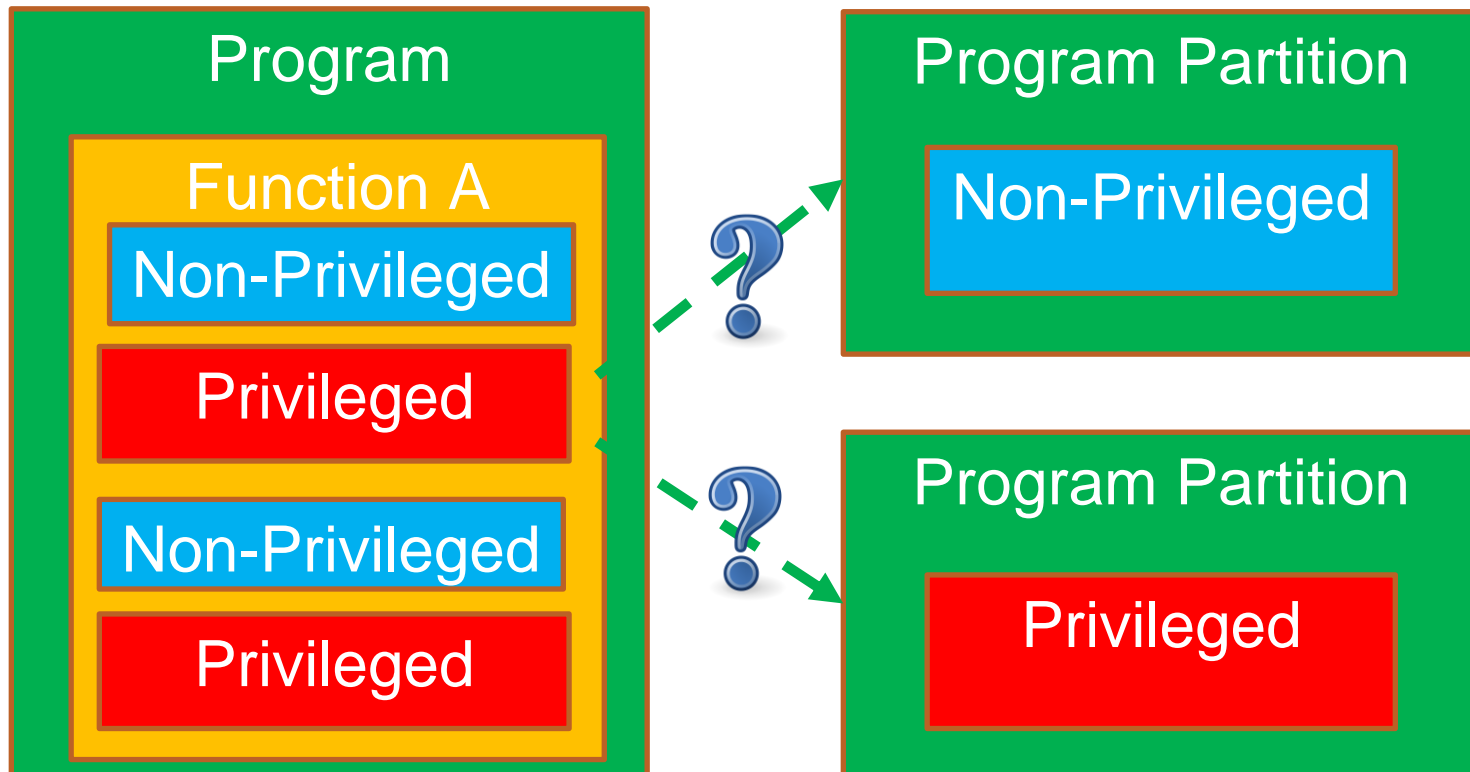 Program
Function A
Non-Privileged
Privileged
Non-Privileged
Privileged
Program Partition
Non-Privileged
Program Partition
Privileged